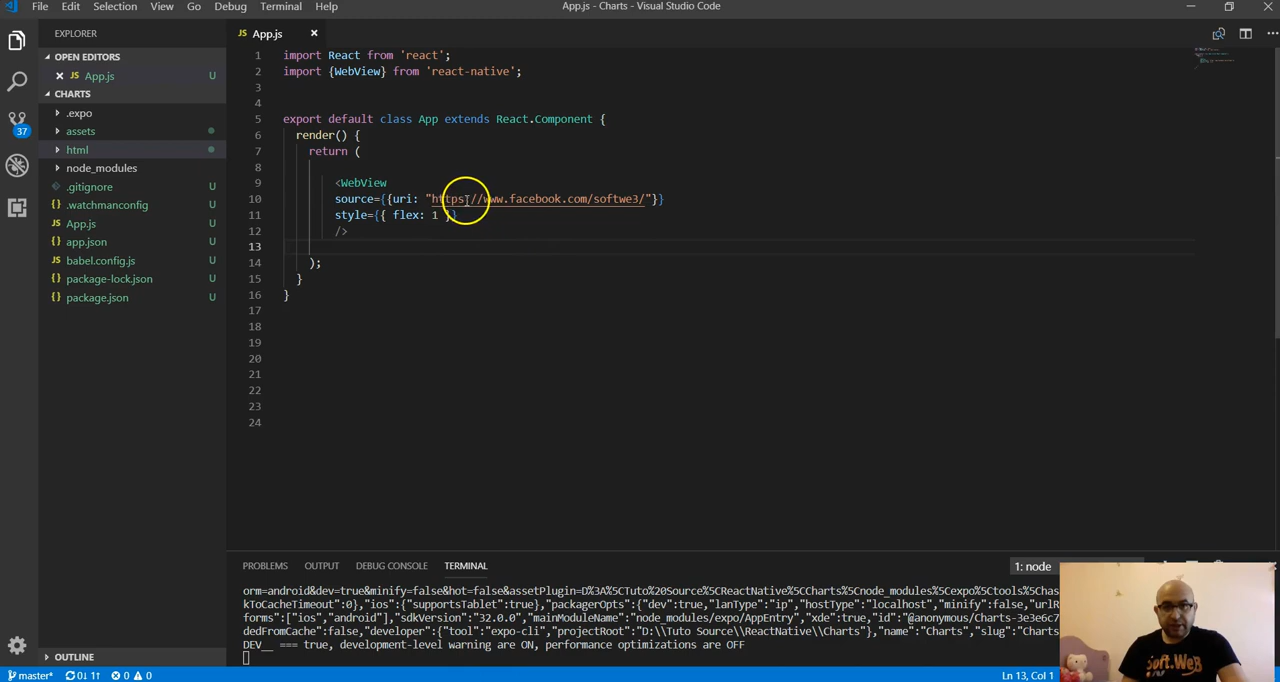 File Edit Selection View Go Debug Terminal Help
App.js - Charts - Visual Studio Code
EXPLORER
OPEN EDITORS
JS App.js U
CHARTS
.expo
assets
html
node_modules
.gitignore U
.watchmanconfig U
JS App.js U
app.json U
babel.config.js U
package-lock.json U
package.json U
37
OUTLINE
JS App.js
1 import React from 'react';
2 import {WebView} from 'react-native';
3
4
5 export default class App extends React.Component {
6 render() {
7 return (
8
9 <WebView
10 source={{uri: "https://www.facebook.com/softwe3/"}}
11 style={{ flex: 1 }}
12 />
13
14 );
15 }
16 }
17
18
19
20
21
22
23
24
PROBLEMS OUTPUT DEBUG CONSOLE TERMINAL 1: node
orm=android&dev=true&minify=false&hot=false&assetPlugin=D%3A%5CTuto%20Source%5CReactNative%5CCharts%5Cnode_modules%5Cexpo%5Ctools%5Chas
kToCacheTimeout":0},"ios":{"supportsTablet":true},"packagerOpts":{"dev":true,"lanType":"ip","hostType":"localhost","minify":false,"urlR
forms":["ios","android"],"sdkVersion":"32.0.0","mainModuleName":"node_modules/expo/AppEntry","xde":true,"id":"@anonymous/Charts-3e3e6c7
dedFromCache":false,"developer":{"tool":"expo-cli","projectRoot":"D:\\Tuto Source\\ReactNative\\Charts"},"name":"Charts","slug":"Charts
DEV__ === true, development-level warning are ON, performance optimizations are OFF
Soft.WeB
master* 0↓ 1↑ 0 0
Ln 13, Col 1